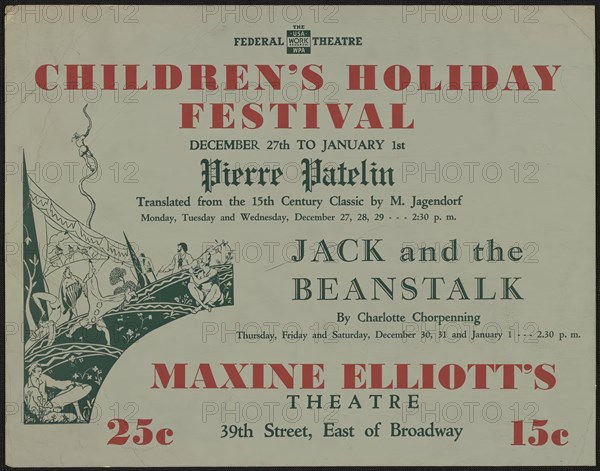 THE
USA
FEDERAL WORK THEATRE
PROGRAM
WPA
CHILDREN'S HOLIDAY
FESTIVAL
DECEMBER 27th TO JANUARY 1st
Pierre Patelin
Translated from the 15th Century Classic by M. Jagendorf
Monday, Tuesday and Wednesday, December 27, 28, 29 - - - 2:30 p. m.
JACK and the
BEANSTALK
By Charlotte Chorpenning
Thursday, Friday and Saturday, December 30, 31 and January 1 - - - 2.30 p. m.
MAXINE ELLIOTT'S
THEATRE
25c 39th Street, East of Broadway 15c
PHOTO12